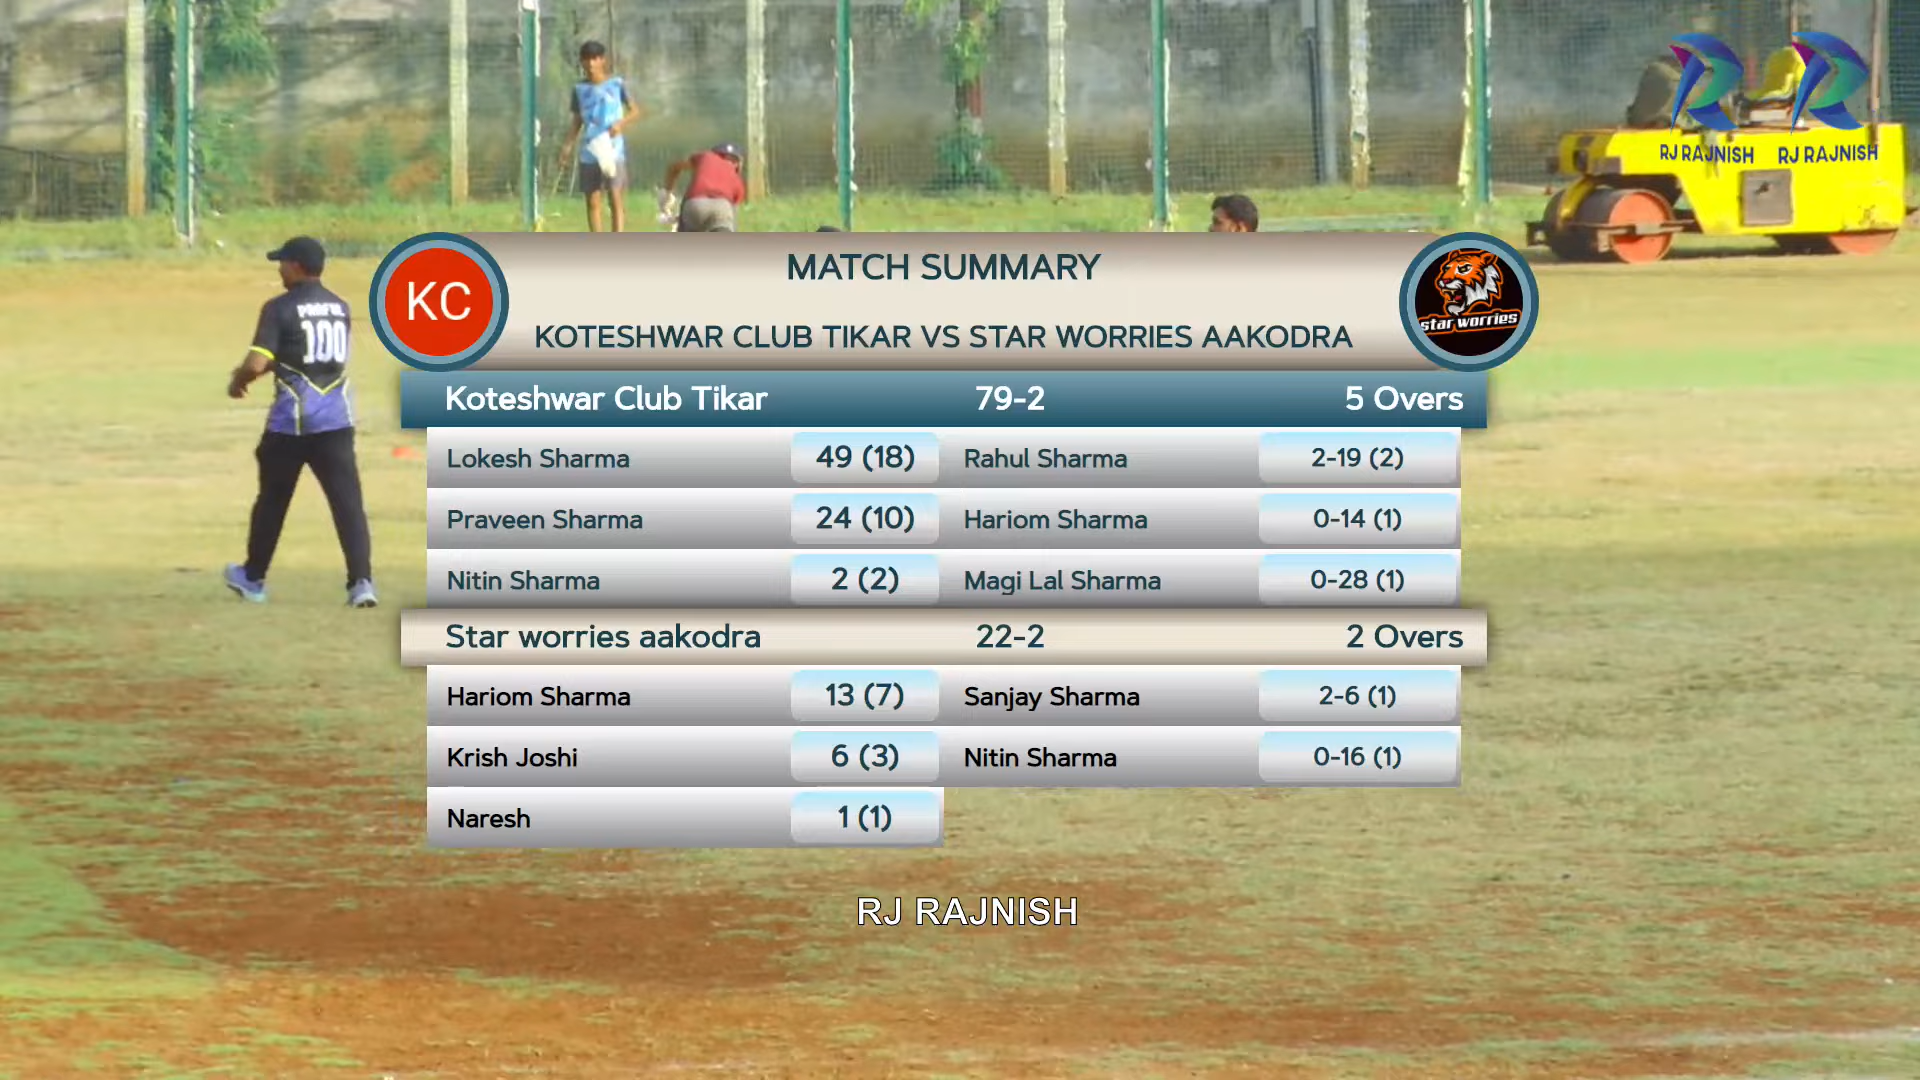 RJ RAJNISH RJ RAJNISH
PRAFUL
100
KC
MATCH SUMMARY
KOTESHWAR CLUB TIKAR VS STAR WORRIES AAKODRA
star worries
Koteshwar Club Tikar 79-2 5 Overs
Lokesh Sharma 49 (18) Rahul Sharma 2-19 (2)
Praveen Sharma 24 (10) Hariom Sharma 0-14 (1)
Nitin Sharma 2 (2) Magi Lal Sharma 0-28 (1)
Star worries aakodra 22-2 2 Overs
Hariom Sharma 13 (7) Sanjay Sharma 2-6 (1)
Krish Joshi 6 (3) Nitin Sharma 0-16 (1)
Naresh 1 (1)
RJ RAJNISH